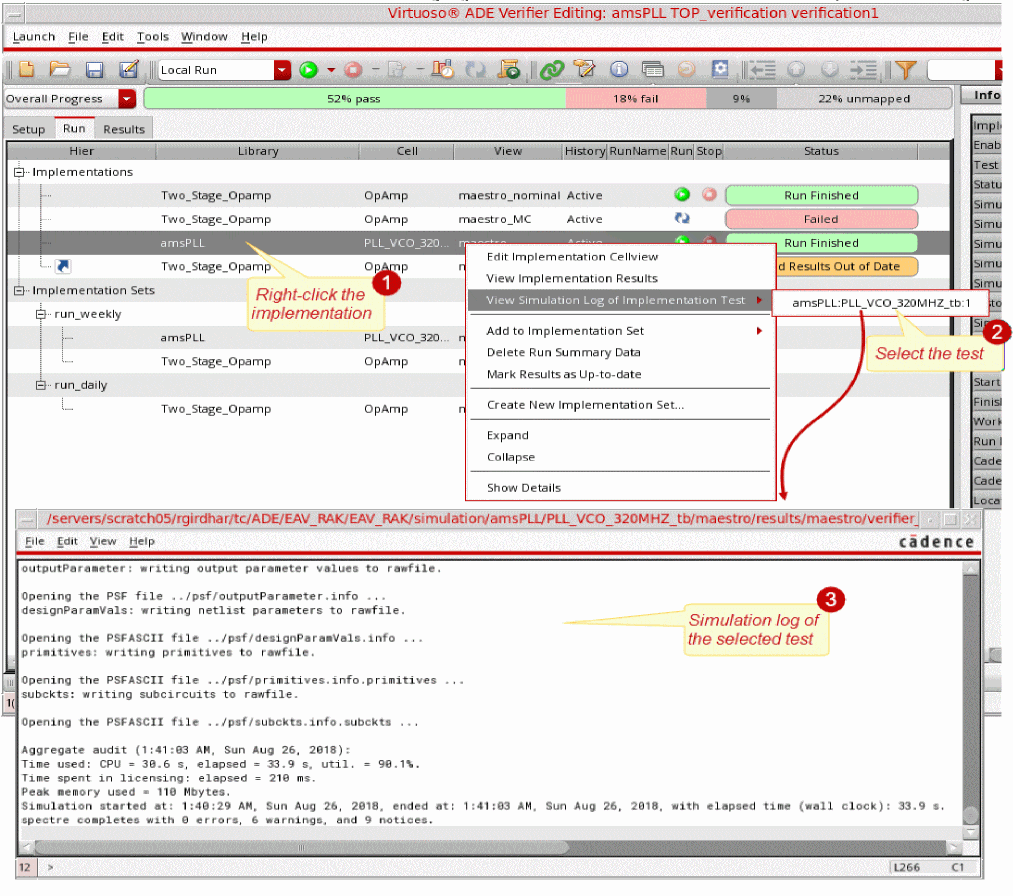 Virtuoso® ADE Verifier Editing: amsPLL TOP_verification verification1
Launch File Edit Tools Window Help
Local Run
Overall Progress 52% pass 18% fail 9% 22% unmapped
Info
Setup Run Results
Hier Library Cell View History RunName Run Stop Status
Implementations
Two_Stage_Opamp OpAmp maestro_nominal Active Run Finished
Two_Stage_Opamp OpAmp maestro_MC Active Failed
amsPLL PLL_VCO_320... maestro Active Run Finished
Two_Stage_Opamp OpAmp d Results Out of Date
Implementation Sets
run_weekly
amsPLL PLL_VCO_320...
Two_Stage_Opamp OpAmp
run_daily
Two_Stage_Opamp OpAmp
Impl
Enab
Test
Statu
Simu
Simu
Simu
Simu
Simu
Start
Finis
Work
Run
Cade
Cade
Loca
1
Right-click the
implementation
Edit Implementation Cellview
View Implementation Results
View Simulation Log of Implementation Test
Add to Implementation Set
Delete Run Summary Data
Mark Results as Up-to-date
Create New Implementation Set...
Expand
Collapse
Show Details
amsPLL:PLL_VCO_320MHZ_tb:1
2
Select the test
/servers/scratch05/rgirdhar/tc/ADE/EAV_RAK/EAV_RAK/simulation/amsPLL/PLL_VCO_320MHZ_tb/maestro/results/maestro/verifier_
File Edit View Help
cādence
outputParameter: writing output parameter values to rawfile.
Opening the PSF file ../psf/outputParameter.info ...
designParamVals: writing netlist parameters to rawfile.
Opening the PSFASCII file ../psf/designParamVals.info ...
primitives: writing primitives to rawfile.
Opening the PSFASCII file ../psf/primitives.info.primitives ...
subckts: writing subcircuits to rawfile.
Opening the PSFASCII file ../psf/subckts.info.subckts ...
Aggregate audit (1:41:03 AM, Sun Aug 26, 2018):
Time used: CPU = 30.6 s, elapsed = 33.9 s, util. = 90.1%.
Time spent in licensing: elapsed = 210 ms.
Peak memory used = 110 Mbytes.
Simulation started at: 1:40:29 AM, Sun Aug 26, 2018, ended at: 1:41:03 AM, Sun Aug 26, 2018, with elapsed time (wall clock): 33.9 s.
spectre completes with 0 errors, 6 warnings, and 9 notices.
3
Simulation log of
the selected test
12 > L266 C1